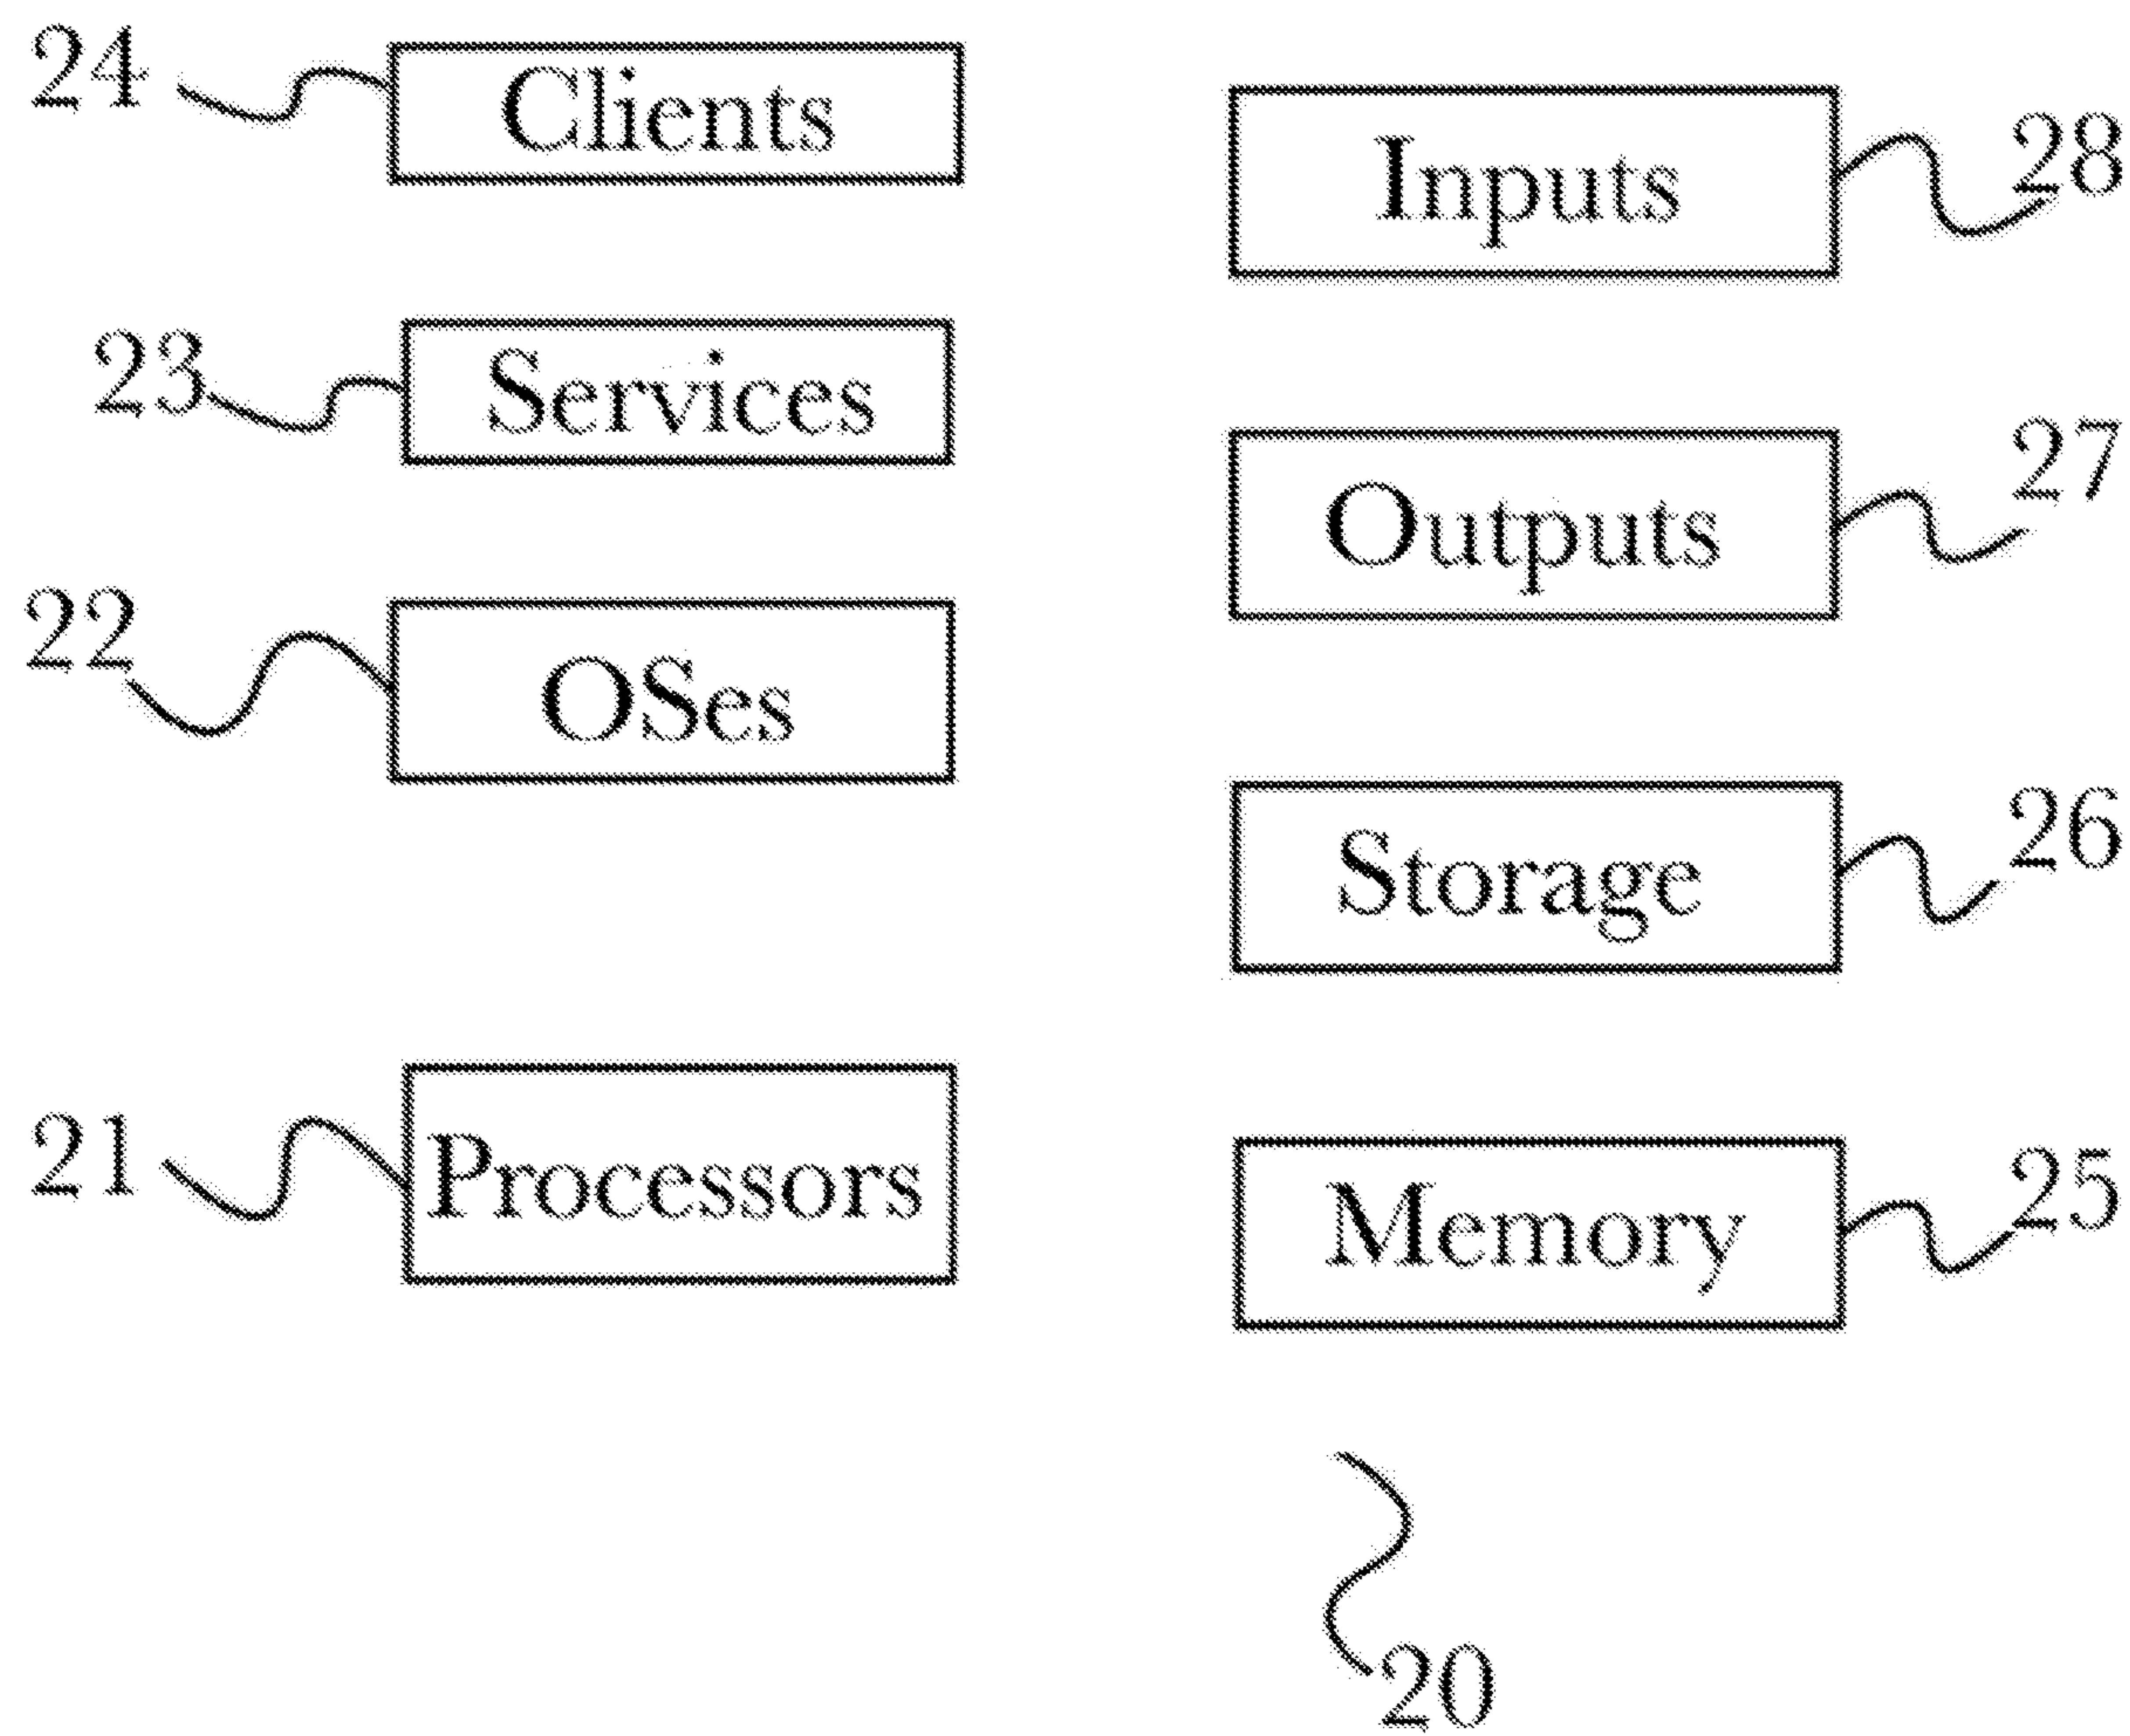 24
Clients
23
Services
22
OSes
21
Processors
Inputs
28
Outputs
27
Storage
26
Memory
25
20